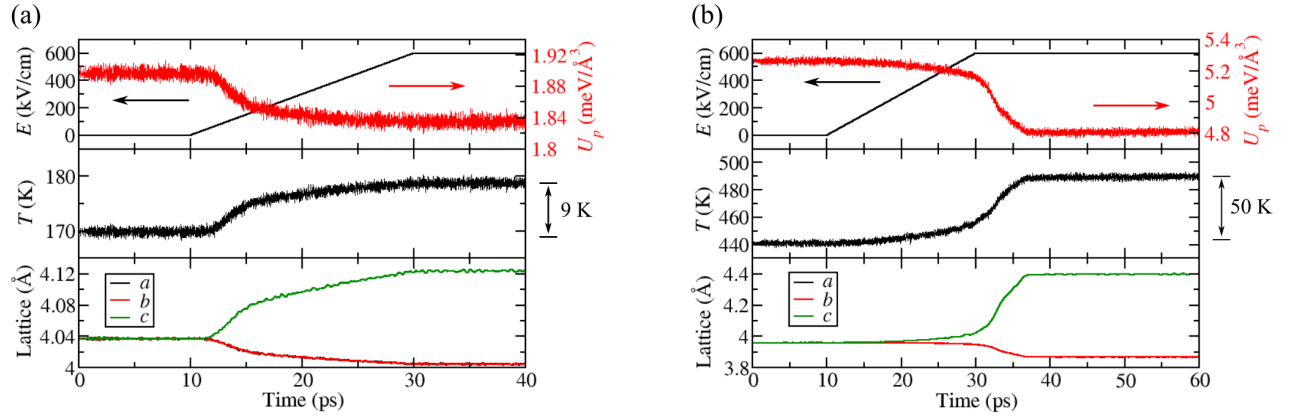 (a)
600
400
200
0
E (kV/cm)
1.92
1.88
1.84
1.8
U_p (meV/Å³)
180
170
T (K)
9 K
4.12
4.08
4.04
4
Lattice (Å)
a
b
c
0 10 20 30 40
Time (ps)
(b)
600
400
200
0
E (kV/cm)
5.4
5.2
5
4.8
U_p (meV/Å³)
500
480
460
440
T (K)
50 K
4.4
4.2
4
3.8
Lattice (Å)
a
b
c
0 10 20 30 40 50 60
Time (ps)